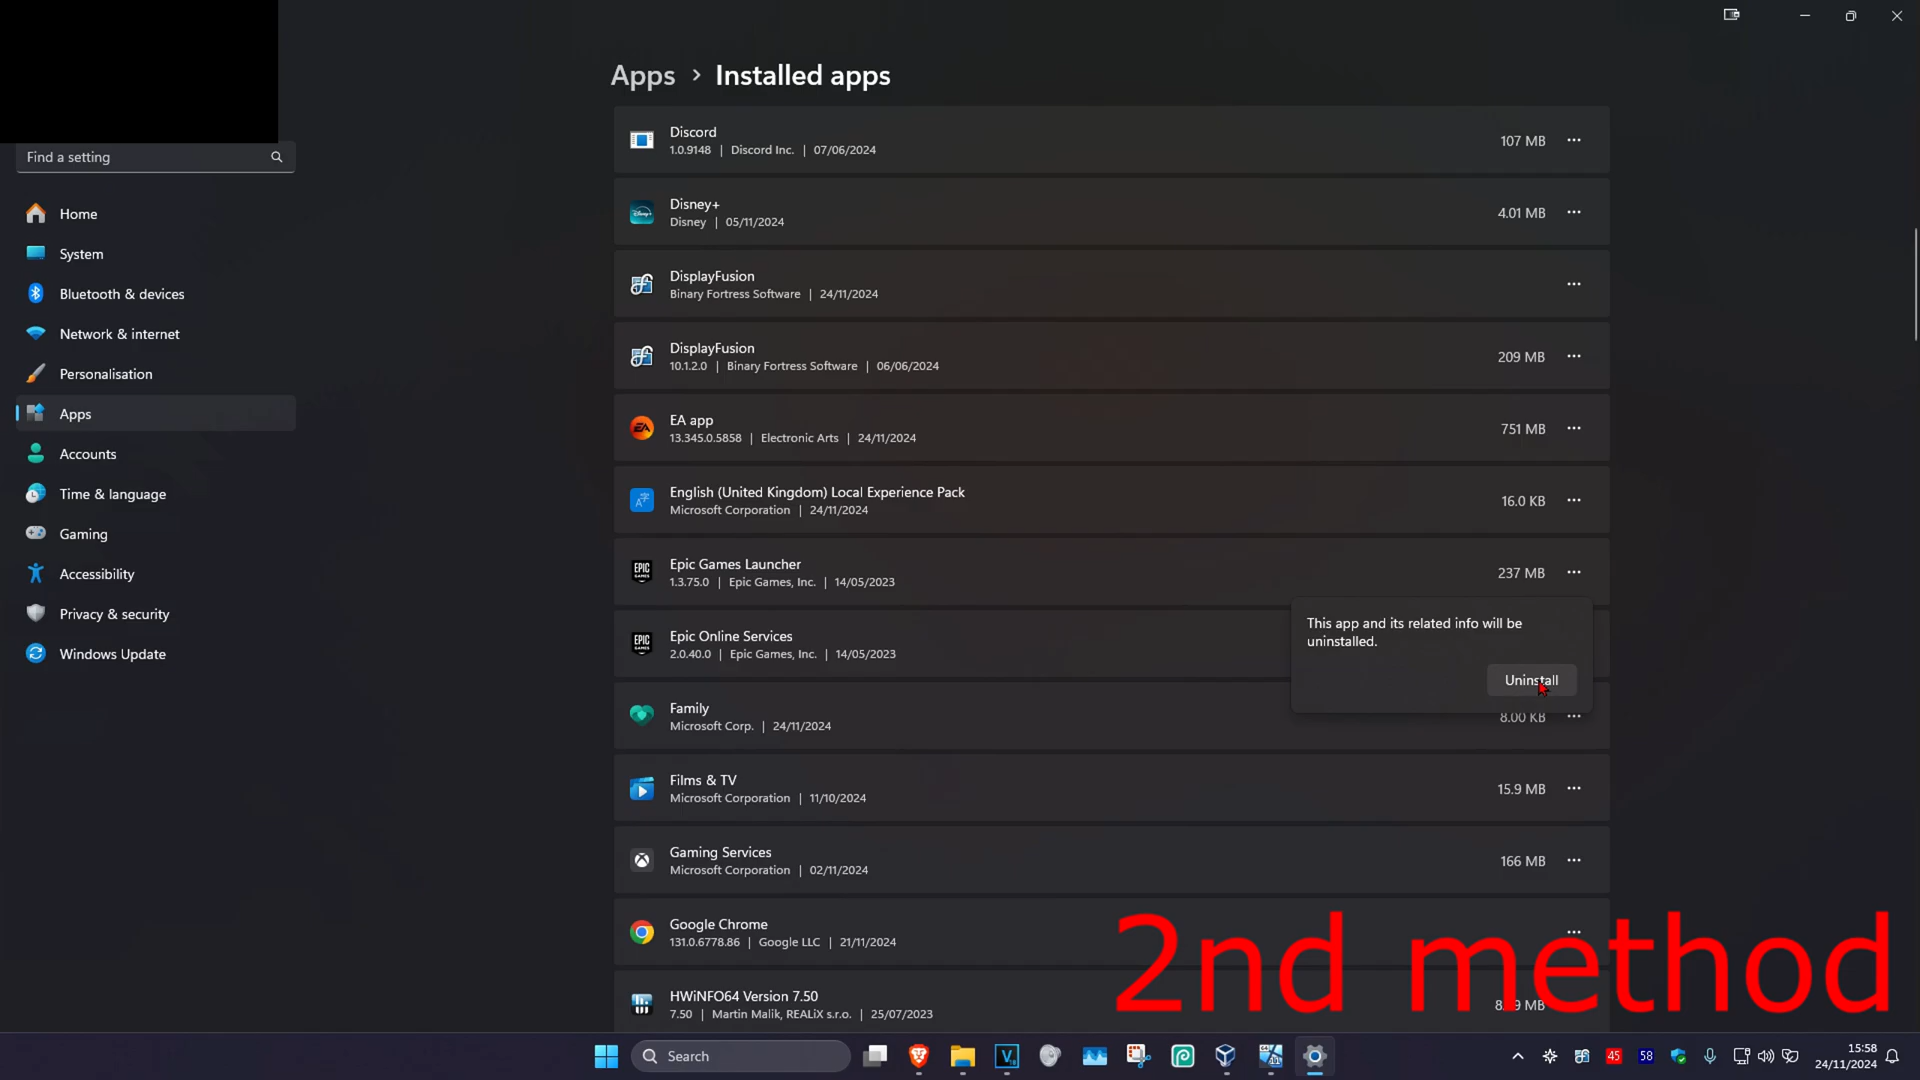 Apps > Installed apps
Find a setting
Home
System
Bluetooth & devices
Network & internet
Personalisation
Apps
Accounts
Time & language
Gaming
Accessibility
Privacy & security
Windows Update
Discord
1.0.9148 | Discord Inc. | 07/06/2024
107 MB
Disney+
Disney | 05/11/2024
4.01 MB
DisplayFusion
Binary Fortress Software | 24/11/2024
DisplayFusion
10.1.2.0 | Binary Fortress Software | 06/06/2024
209 MB
EA app
13.345.0.5858 | Electronic Arts | 24/11/2024
751 MB
English (United Kingdom) Local Experience Pack
Microsoft Corporation | 24/11/2024
16.0 KB
Epic Games Launcher
1.3.75.0 | Epic Games, Inc. | 14/05/2023
237 MB
This app and its related info will be
uninstalled.
Uninstall
Epic Online Services
2.0.40.0 | Epic Games, Inc. | 14/05/2023
Family
Microsoft Corp. | 24/11/2024
8.00 KB
Films & TV
Microsoft Corporation | 11/10/2024
15.9 MB
Gaming Services
Microsoft Corporation | 02/11/2024
166 MB
Google Chrome
131.0.6778.86 | Google LLC | 21/11/2024
HWiNFO64 Version 7.50
7.50 | Martin Malik, REALiX s.r.o. | 25/07/2023
MB
2nd method
Search
45
58
15:58
24/11/2024